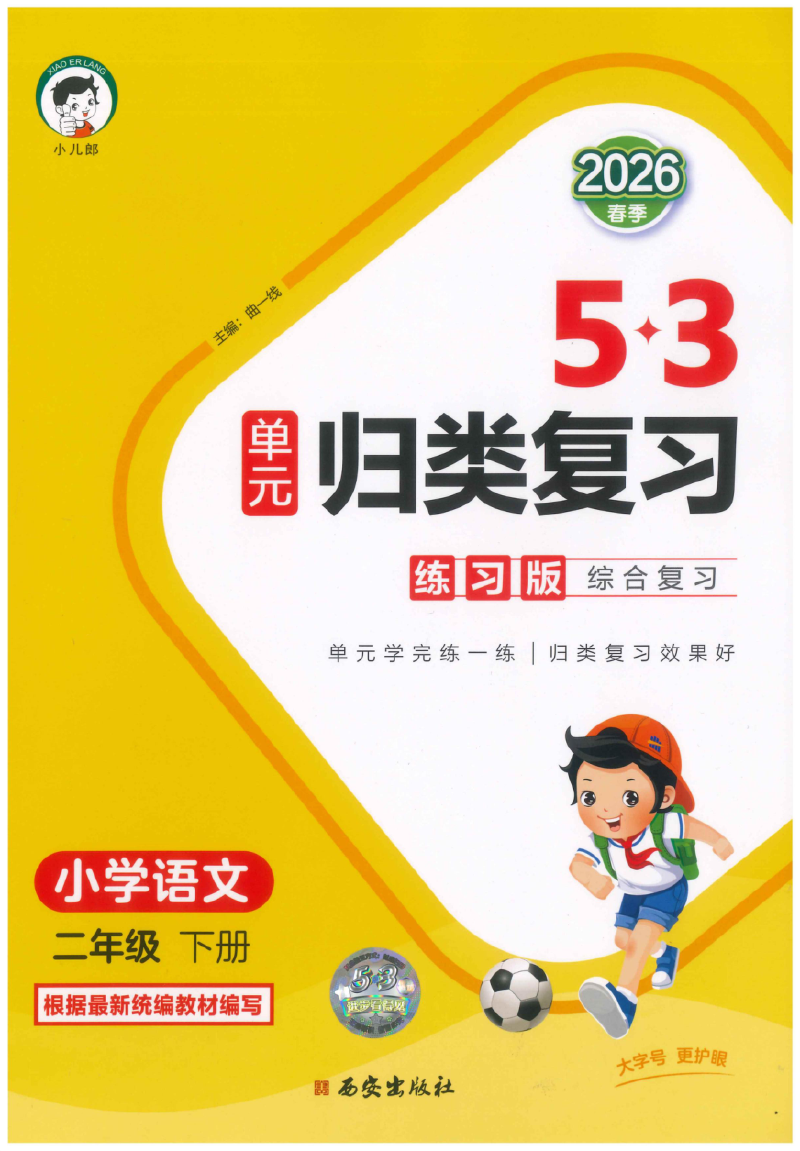 XIAO ER LANG
小儿郎
2026
春季
主编：曲一线
5·3
单元
归类复习
练习版 综合复习
单元学完练一练 | 归类复习效果好
小学语文
二年级 下册
根据最新统编教材编写
5·3
大字号 更护眼
西安出版社